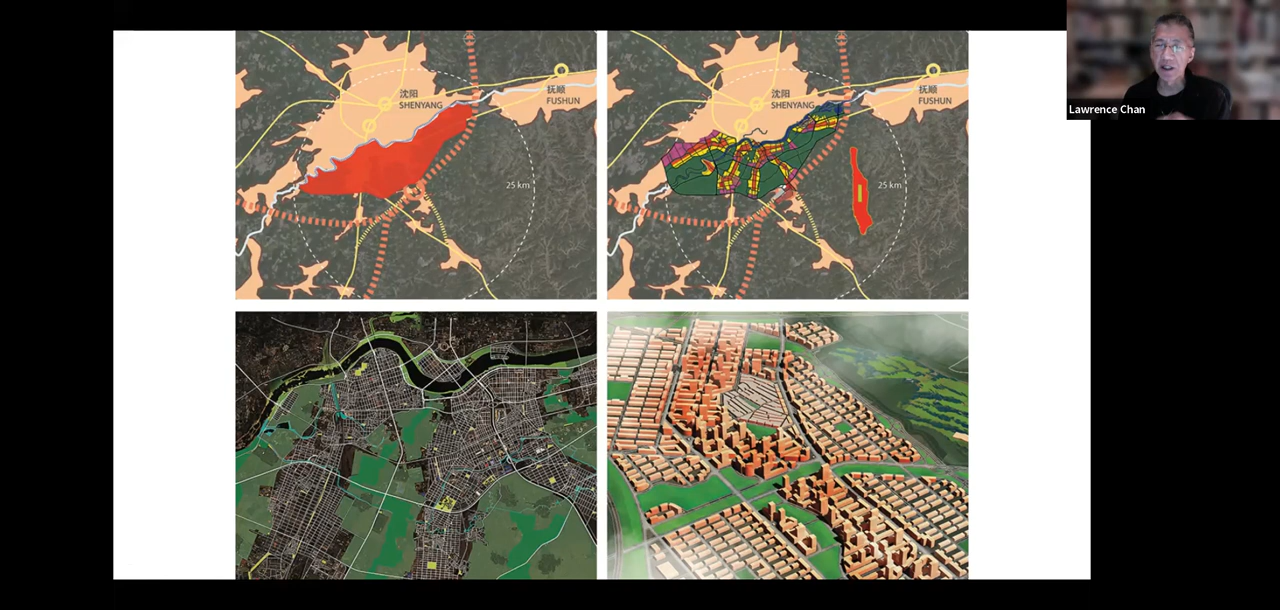 沈阳
SHENYANG
抚顺
FUSHUN
25 km
沈阳
SHENYANG
抚顺
FUSHUN
25 km
Lawrence Chan